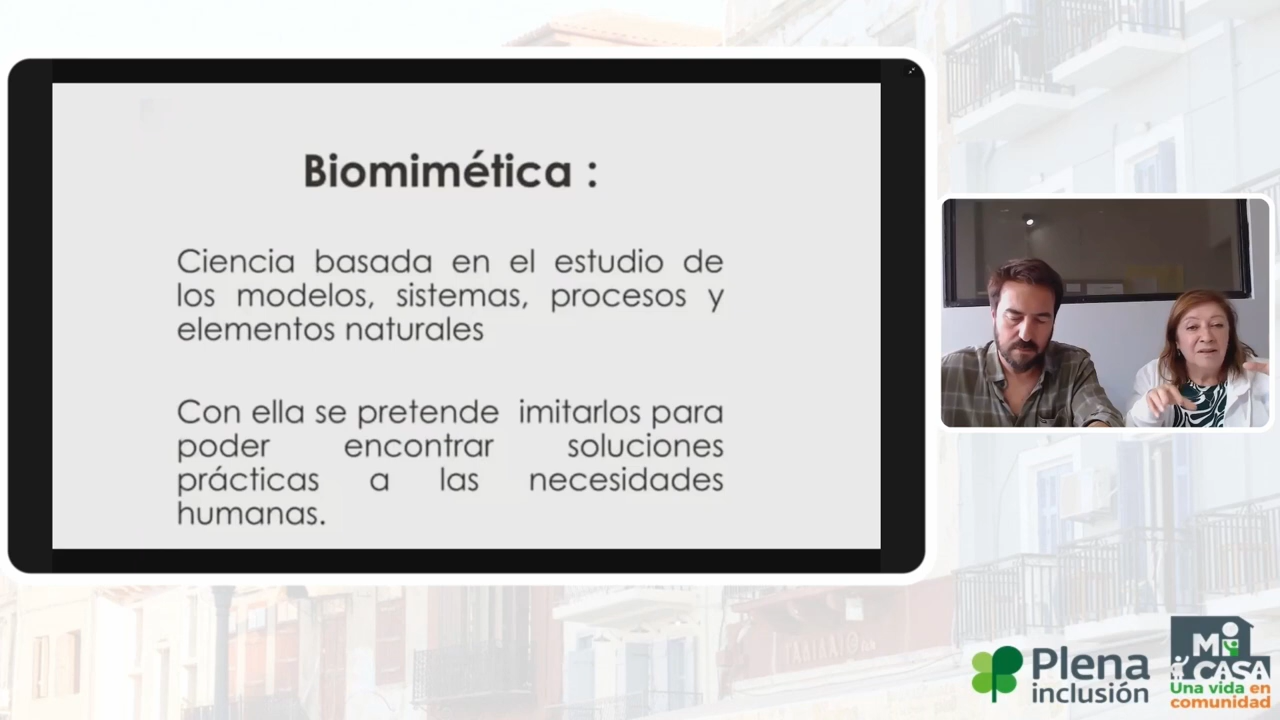 Biomimética :
Ciencia basada en el estudio de
los modelos, sistemas, procesos y
elementos naturales
Con ella se pretende imitarlos para
poder encontrar soluciones
prácticas a las necesidades
humanas.
Plena
inclusión
Mi
CASA
Una vida en
comunidad